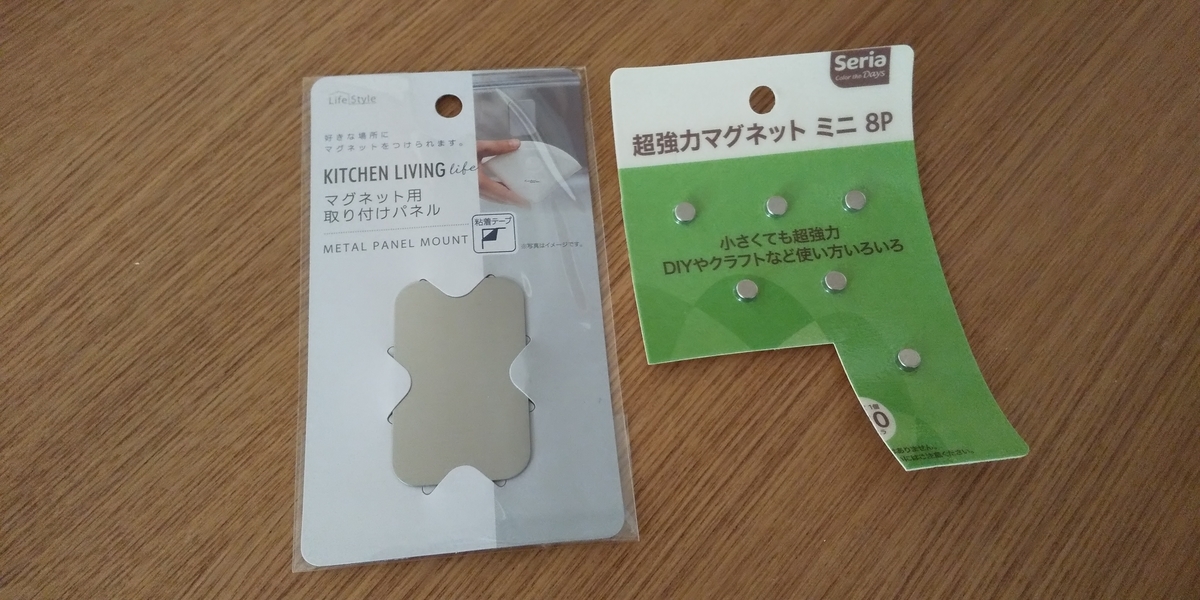 Life Style
好きな場所に
マグネットをつけられます。
KITCHEN LIVING life
マグネット用
取り付けパネル
METAL PANEL MOUNT
粘着テープ
※写真はイメージです。
Seria
Color the Days
超強力マグネット ミニ 8P
小さくても超強力
DIYやクラフトなど使い方いろいろ
0